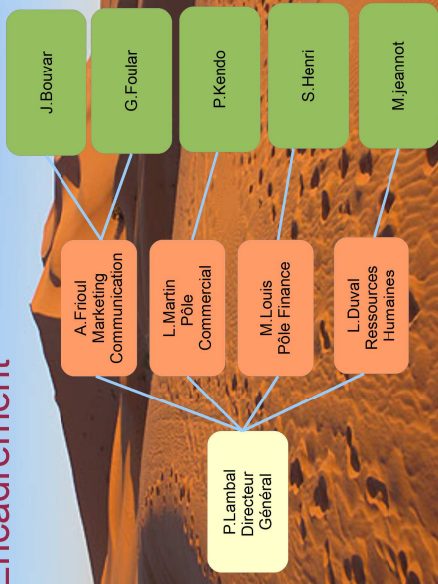 Encadrement
P.Lambal
Directeur
Général
A.Frioul
Marketing
Communication
L.Martin
Pôle
Commercial
M.Louis
Pôle Finance
L.Duval
Ressources
Humaines
J.Bouvar
G.Foular
P.Kendo
S.Henri
M.jeannot